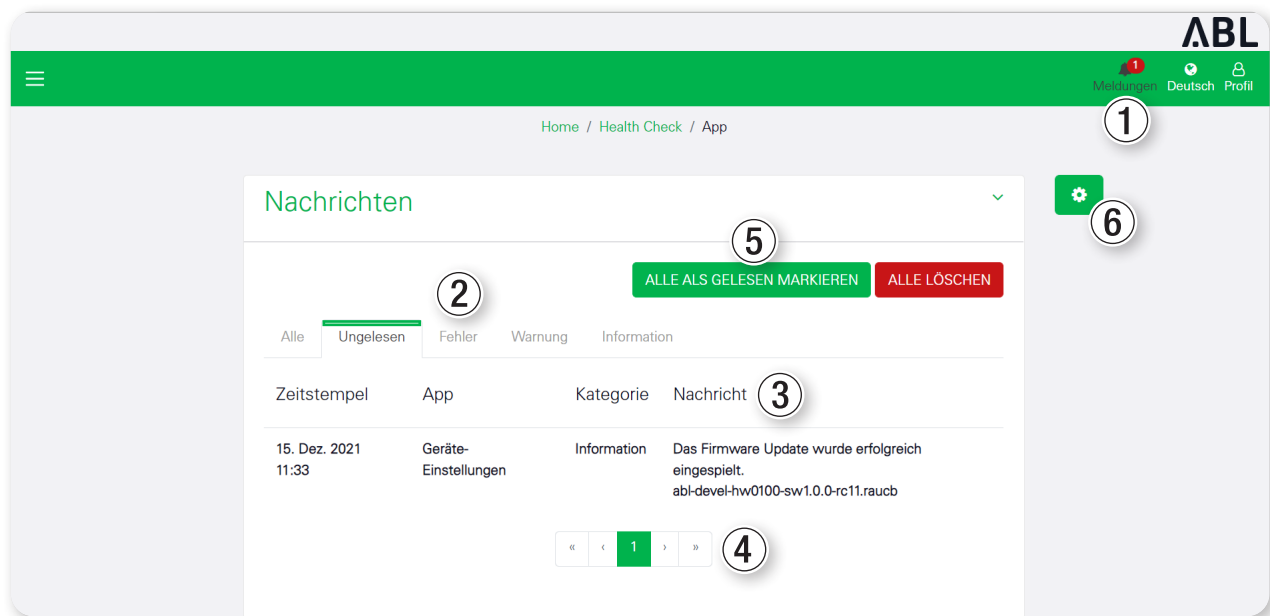 ABL
1
Meldungen Deutsch Profil
1
Home / Health Check / App
Nachrichten
6
5
ALLE ALS GELESEN MARKIEREN ALLE LÖSCHEN
2
Alle Ungelesen Fehler Warnung Information
Zeitstempel App Kategorie Nachricht 3
15. Dez. 2021 Geräte- Information Das Firmware Update wurde erfolgreich
11:33 Einstellungen eingespielt.
abl-devel-hw0100-sw1.0.0-rc11.raucb
« ‹ 1 › » 4